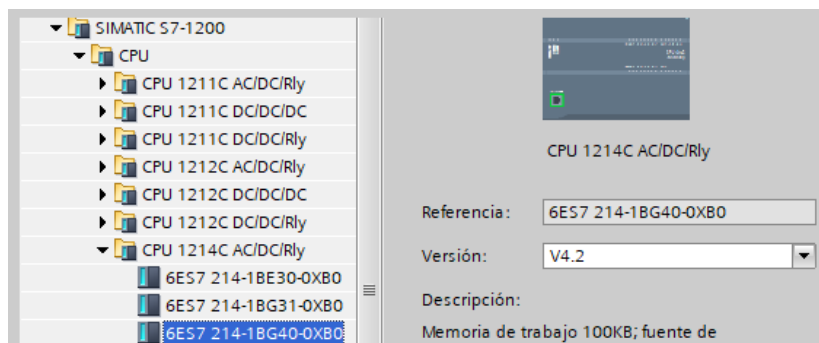 SIMATIC S7-1200
CPU
CPU 1211C AC/DC/Rly
CPU 1211C DC/DC/DC
CPU 1211C DC/DC/Rly
CPU 1212C AC/DC/Rly
CPU 1212C DC/DC/DC
CPU 1212C DC/DC/Rly
CPU 1214C AC/DC/Rly
6ES7 214-1BE30-0XB0
6ES7 214-1BG31-0XB0
6ES7 214-1BG40-0XB0
CPU 1214C AC/DC/Rly
Referencia:
6ES7 214-1BG40-0XB0
Versión:
V4.2
Descripción:
Memoria de trabajo 100KB; fuente de